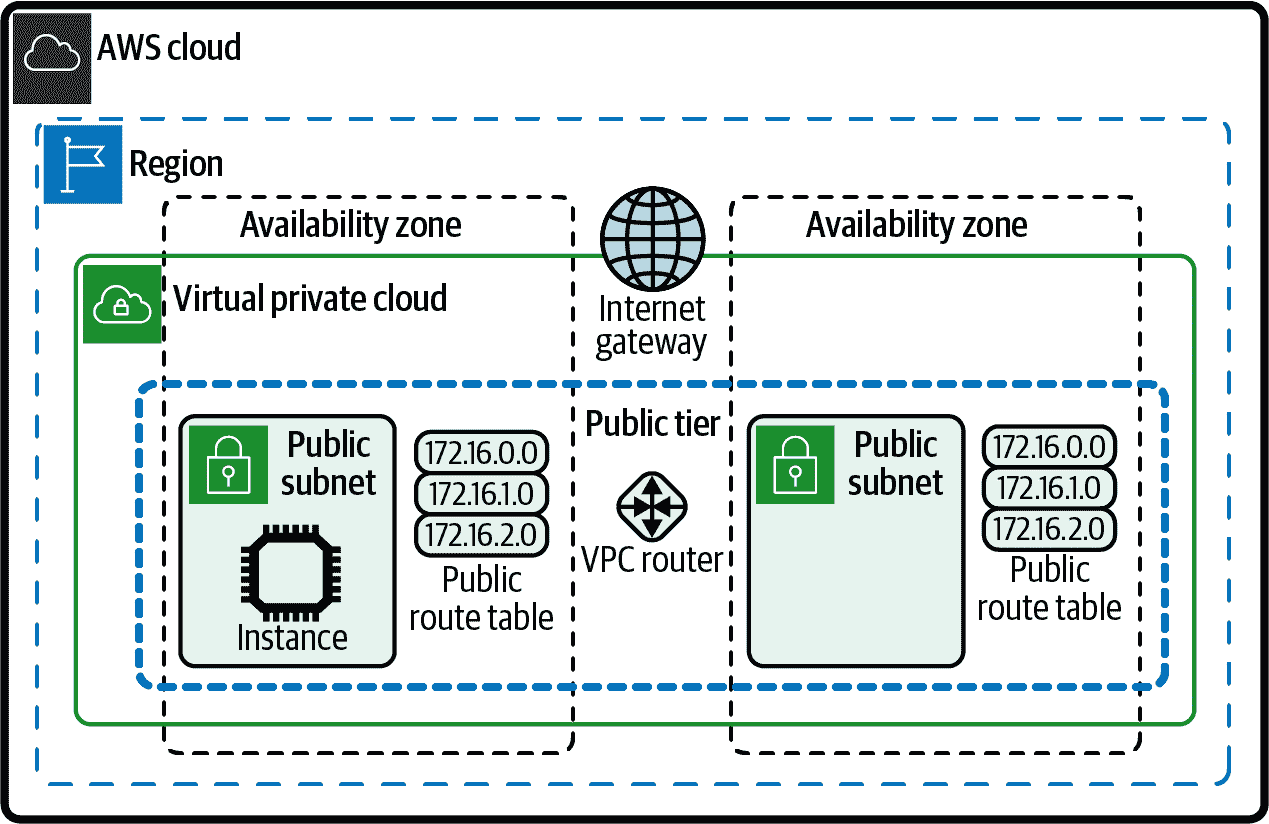 AWS cloud
Region
Availability zone
Availability zone
Virtual private cloud
Internet
gateway
Public tier
Public
subnet
172.16.0.0
172.16.1.0
172.16.2.0
Public
route table
Instance
VPC router
Public
subnet
172.16.0.0
172.16.1.0
172.16.2.0
Public
route table